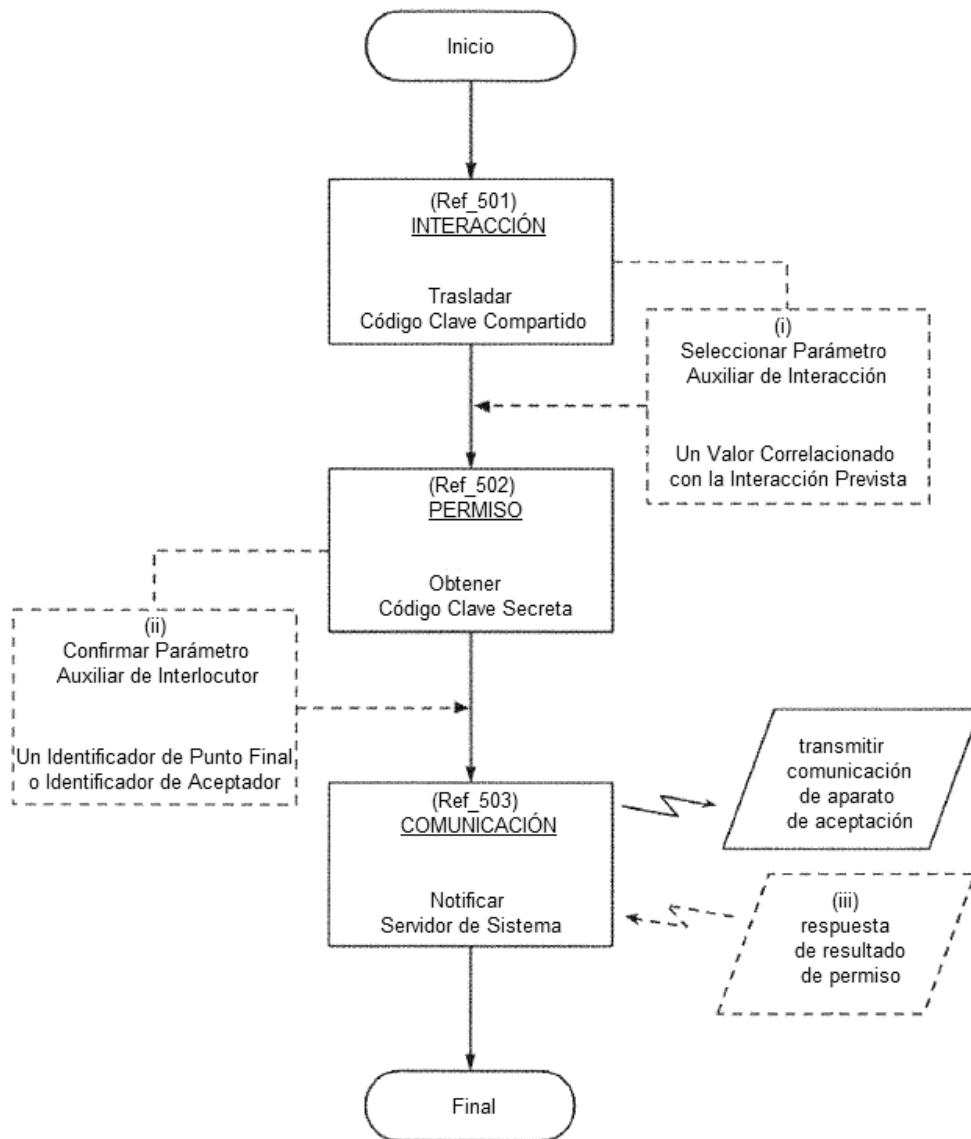 Inicio
(Ref_501)
INTERACCIÓN
Trasladar
Código Clave Compartido
(i)
Seleccionar Parámetro
Auxiliar de Interacción
Un Valor Correlacionado
con la Interacción Prevista
(Ref_502)
PERMISO
Obtener
Código Clave Secreta
(ii)
Confirmar Parámetro
Auxiliar de Interlocutor
Un Identificador de Punto Final
o Identificador de Aceptador
(Ref_503)
COMUNICACIÓN
Notificar
Servidor de Sistema
transmitir
comunicación
de aparato
de aceptación
(iii)
respuesta
de resultado
de permiso
Final